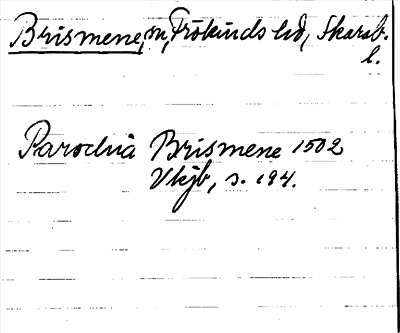 Brismene, sn, Frökinds hd, Skarab.
l.
Parochia Brismene 1502
Vkjb, s. 194.